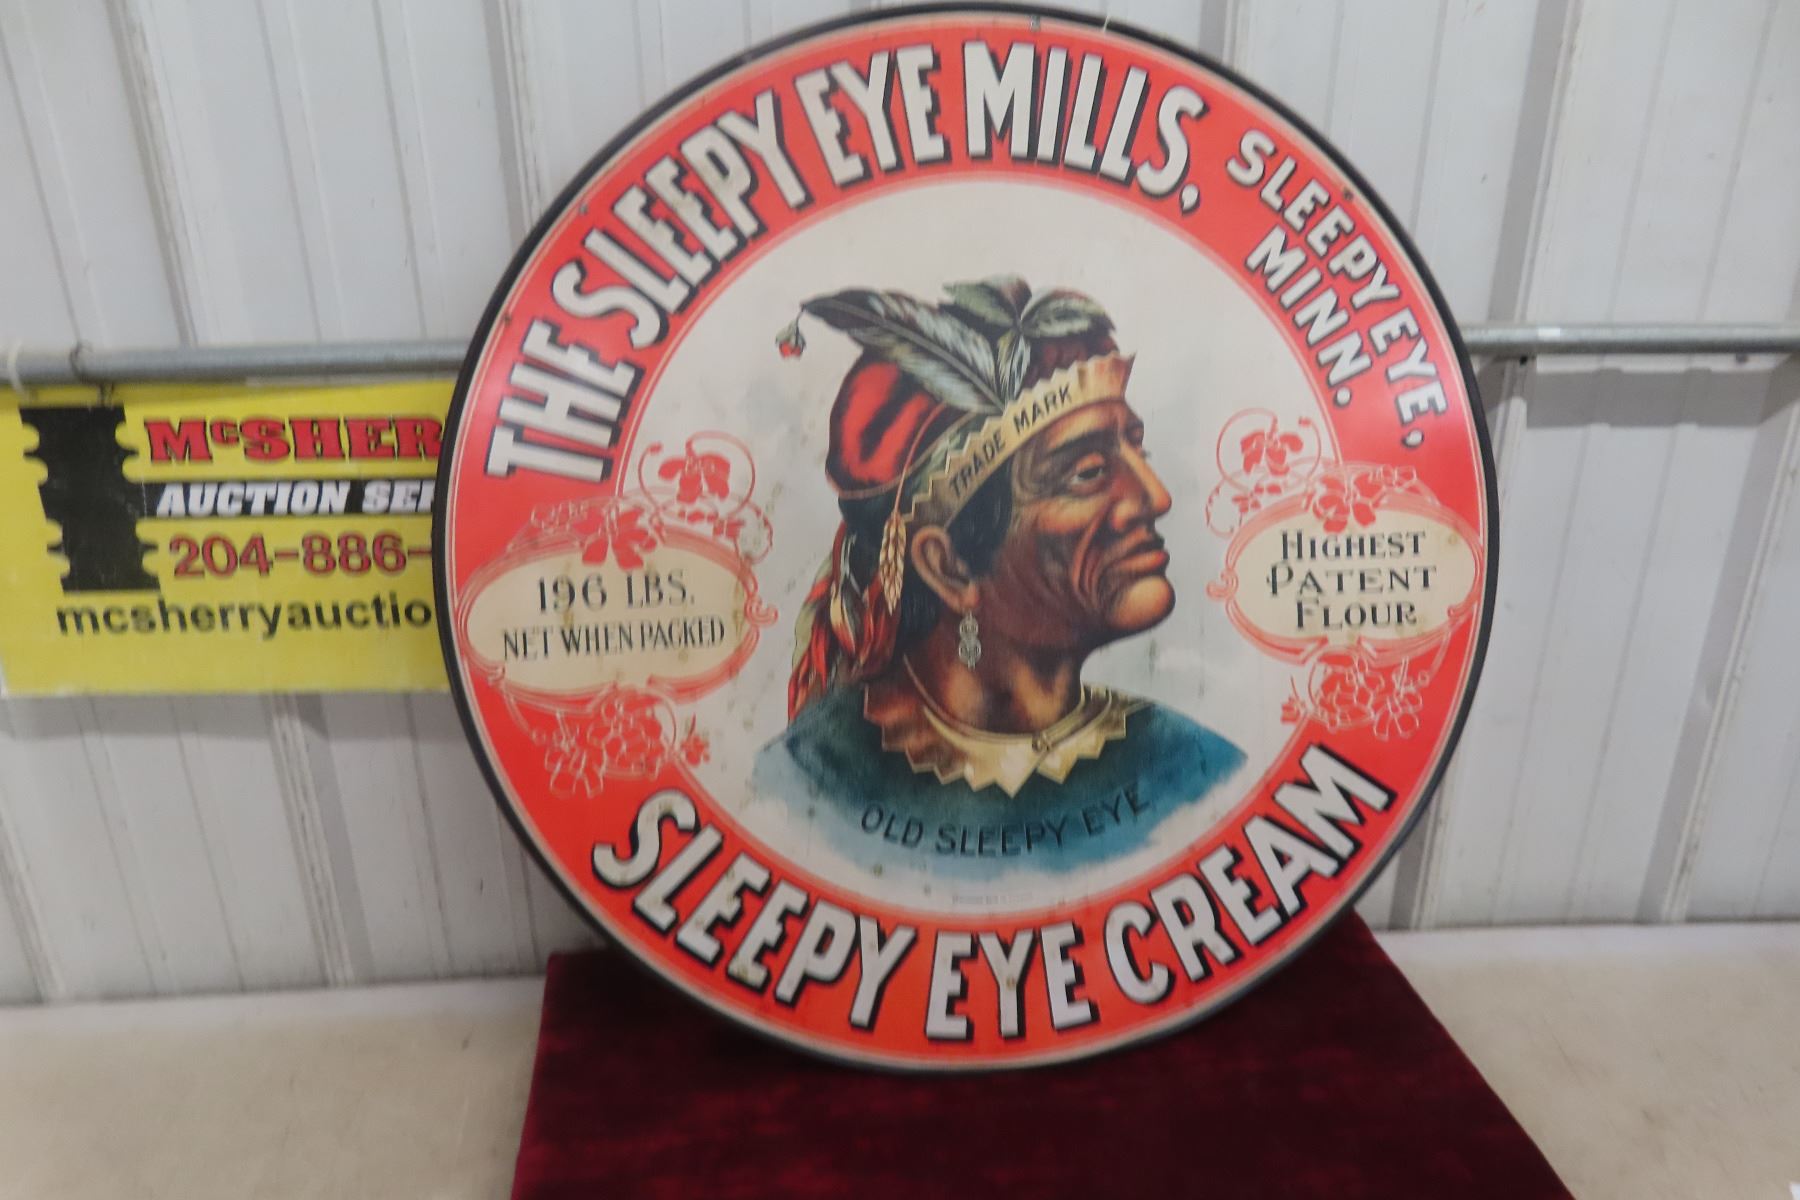 THE SLEEPY EYE MILLS,
SLEEPY EYE,
MINN.
TRADE MARK
196 LBS.
NET WHEN PACKED
HIGHEST
PATENT
FLOUR
OLD SLEEPY EYE
SLEEPY EYE CREAM
McSHER
AUCTION SER
204-886-
mcsherryauctio